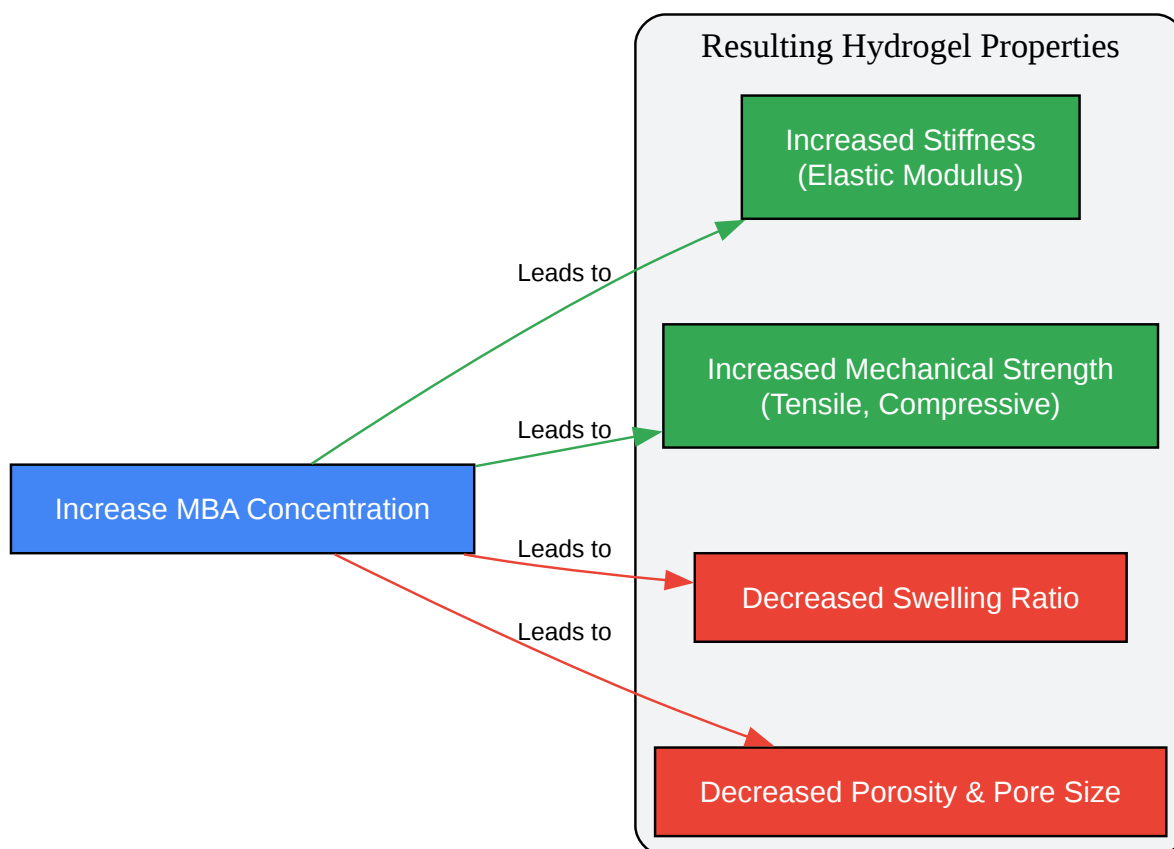 Resulting Hydrogel Properties
Increased Stiffness
(Elastic Modulus)
Leads to
Increased Mechanical Strength
(Tensile, Compressive)
Leads to
Increase MBA Concentration
Leads to
Decreased Swelling Ratio
Leads to
Decreased Porosity & Pore Size